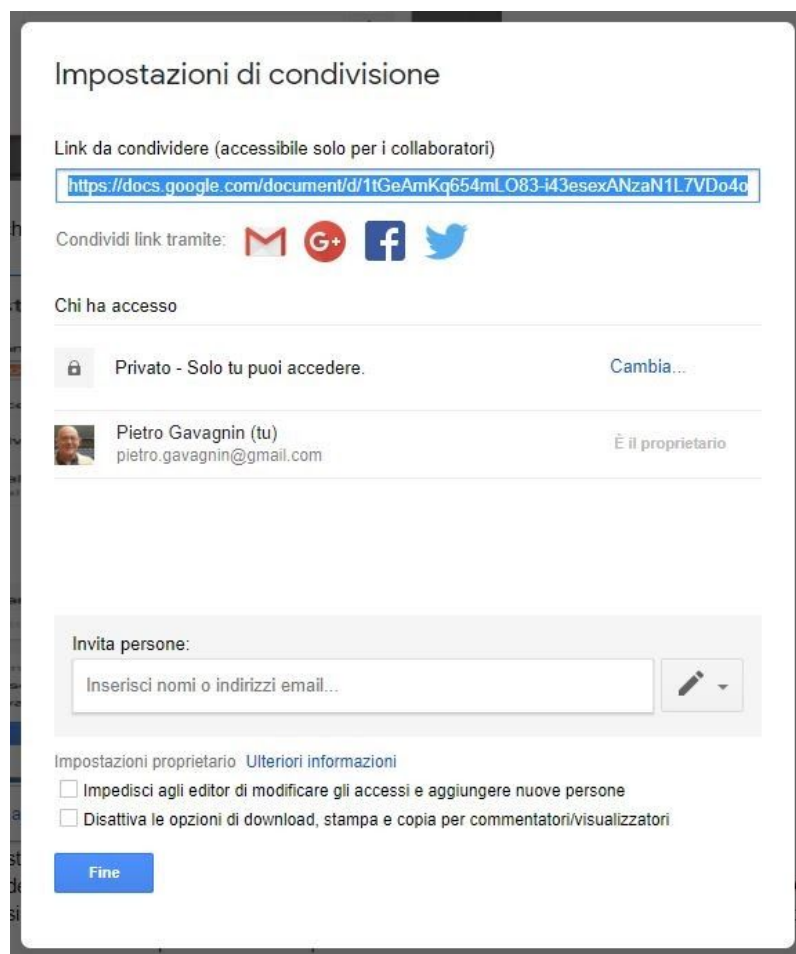 Impostazioni di condivisione
Link da condividere (accessibile solo per i collaboratori)
https://docs.google.com/document/d/1tGeAmKq654mLO83-i43esexANzaN1L7VDo4o
Condividi link tramite:
G+
f
Chi ha accesso
Privato - Solo tu puoi accedere.
Cambia...
Pietro Gavagnin (tu)
pietro.gavagnin@gmail.com
È il proprietario
Invita persone:
Inserisci nomi o indirizzi email...
Impostazioni proprietario Ulteriori informazioni
Impedisci agli editor di modificare gli accessi e aggiungere nuove persone
Disattiva le opzioni di download, stampa e copia per commentatori/visualizzatori
Fine